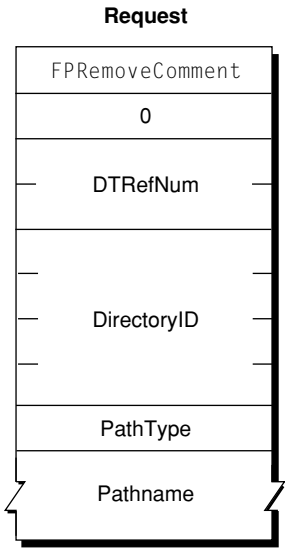 Request
FPRemoveComment
0
DTRefNum
DirectoryID
PathType
Pathname